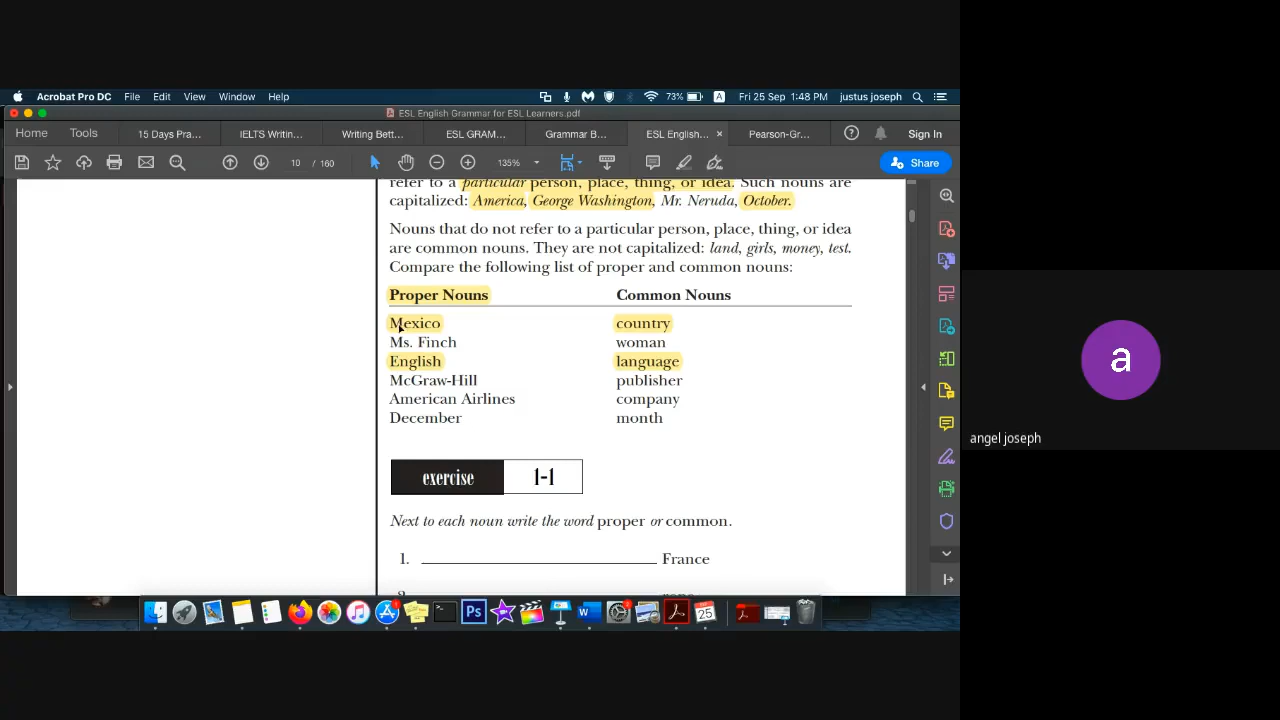 Acrobat Pro DC File Edit View Window Help 73% A Fri 25 Sep 1:48 PM justus joseph
ESL English Grammar for ESL Learners.pdf
Home Tools 15 Days Pra... IELTS Writin... Writing Bett... ESL GRAM... Grammar B... ESL English... × Pearson-Gr... Sign In
10 / 160 135% Share
refer to a particular person, place, thing, or idea. Such nouns are
capitalized: America, George Washington, Mr. Neruda, October.
Nouns that do not refer to a particular person, place, thing, or idea
are common nouns. They are not capitalized: land, girls, money, test.
Compare the following list of proper and common nouns:
Proper Nouns Common Nouns
Mexico country
Ms. Finch woman
English language
McGraw-Hill publisher
American Airlines company
December month
exercise 1-1
Next to each noun write the word proper or common.
1. France
a
angel joseph
Ps W 25